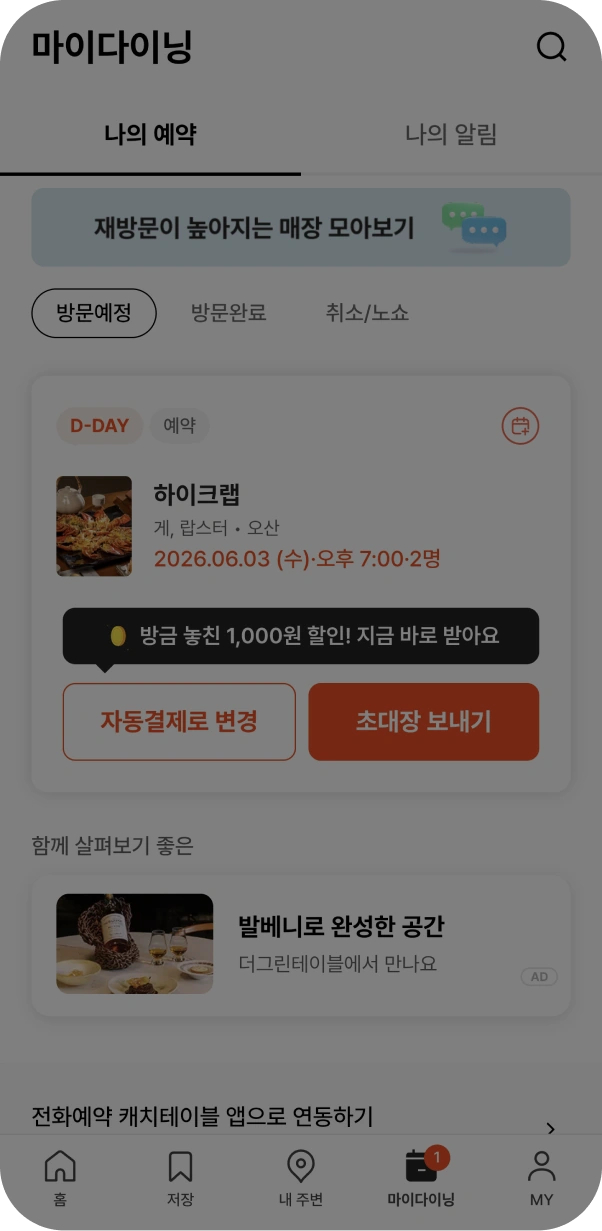 마이다이닝
나의 예약
나의 알림
재방문이 높아지는 매장 모아보기
방문예정
방문완료
취소/노쇼
D-DAY
예약
하이크랩
게, 랍스터 • 오산
2026.06.03 (수)·오후 7:00·2명
방금 놓친 1,000원 할인! 지금 바로 받아요
자동결제로 변경
초대장 보내기
함께 살펴보기 좋은
발베니로 완성한 공간
더그린테이블에서 만나요
AD
전화예약 캐치테이블 앱으로 연동하기
1
홈
저장
내 주변
마이다이닝
MY